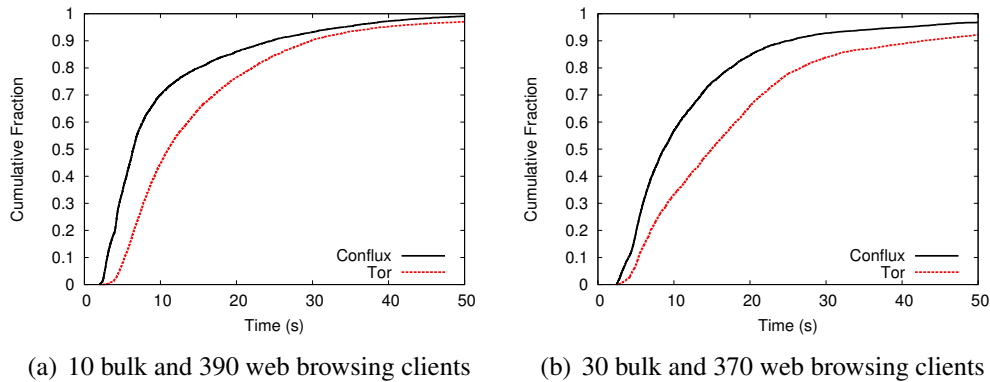 1
0.9
0.8
0.7
0.6
0.5
0.4
0.3
0.2
0.1
0
Cumulative Fraction
Conflux
Tor
0 10 20 30 40 50
Time (s)
(a) 10 bulk and 390 web browsing clients
1
0.9
0.8
0.7
0.6
0.5
0.4
0.3
0.2
0.1
0
Cumulative Fraction
Conflux
Tor
0 10 20 30 40 50
Time (s)
(b) 30 bulk and 370 web browsing clients